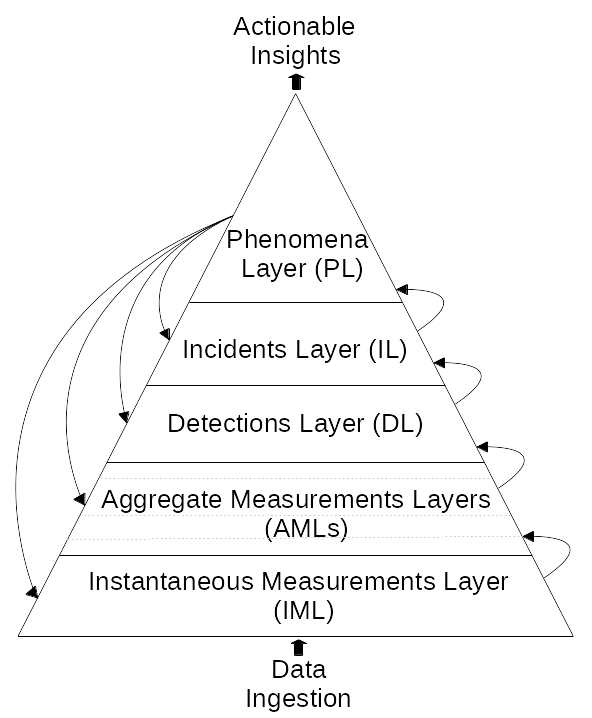 Actionable
Insights
Phenomena
Layer (PL)
Incidents Layer (IL)
Detections Layer (DL)
Aggregate Measurements Layers
(AMLs)
Instantaneous Measurements Layer
(IML)
Data
Ingestion